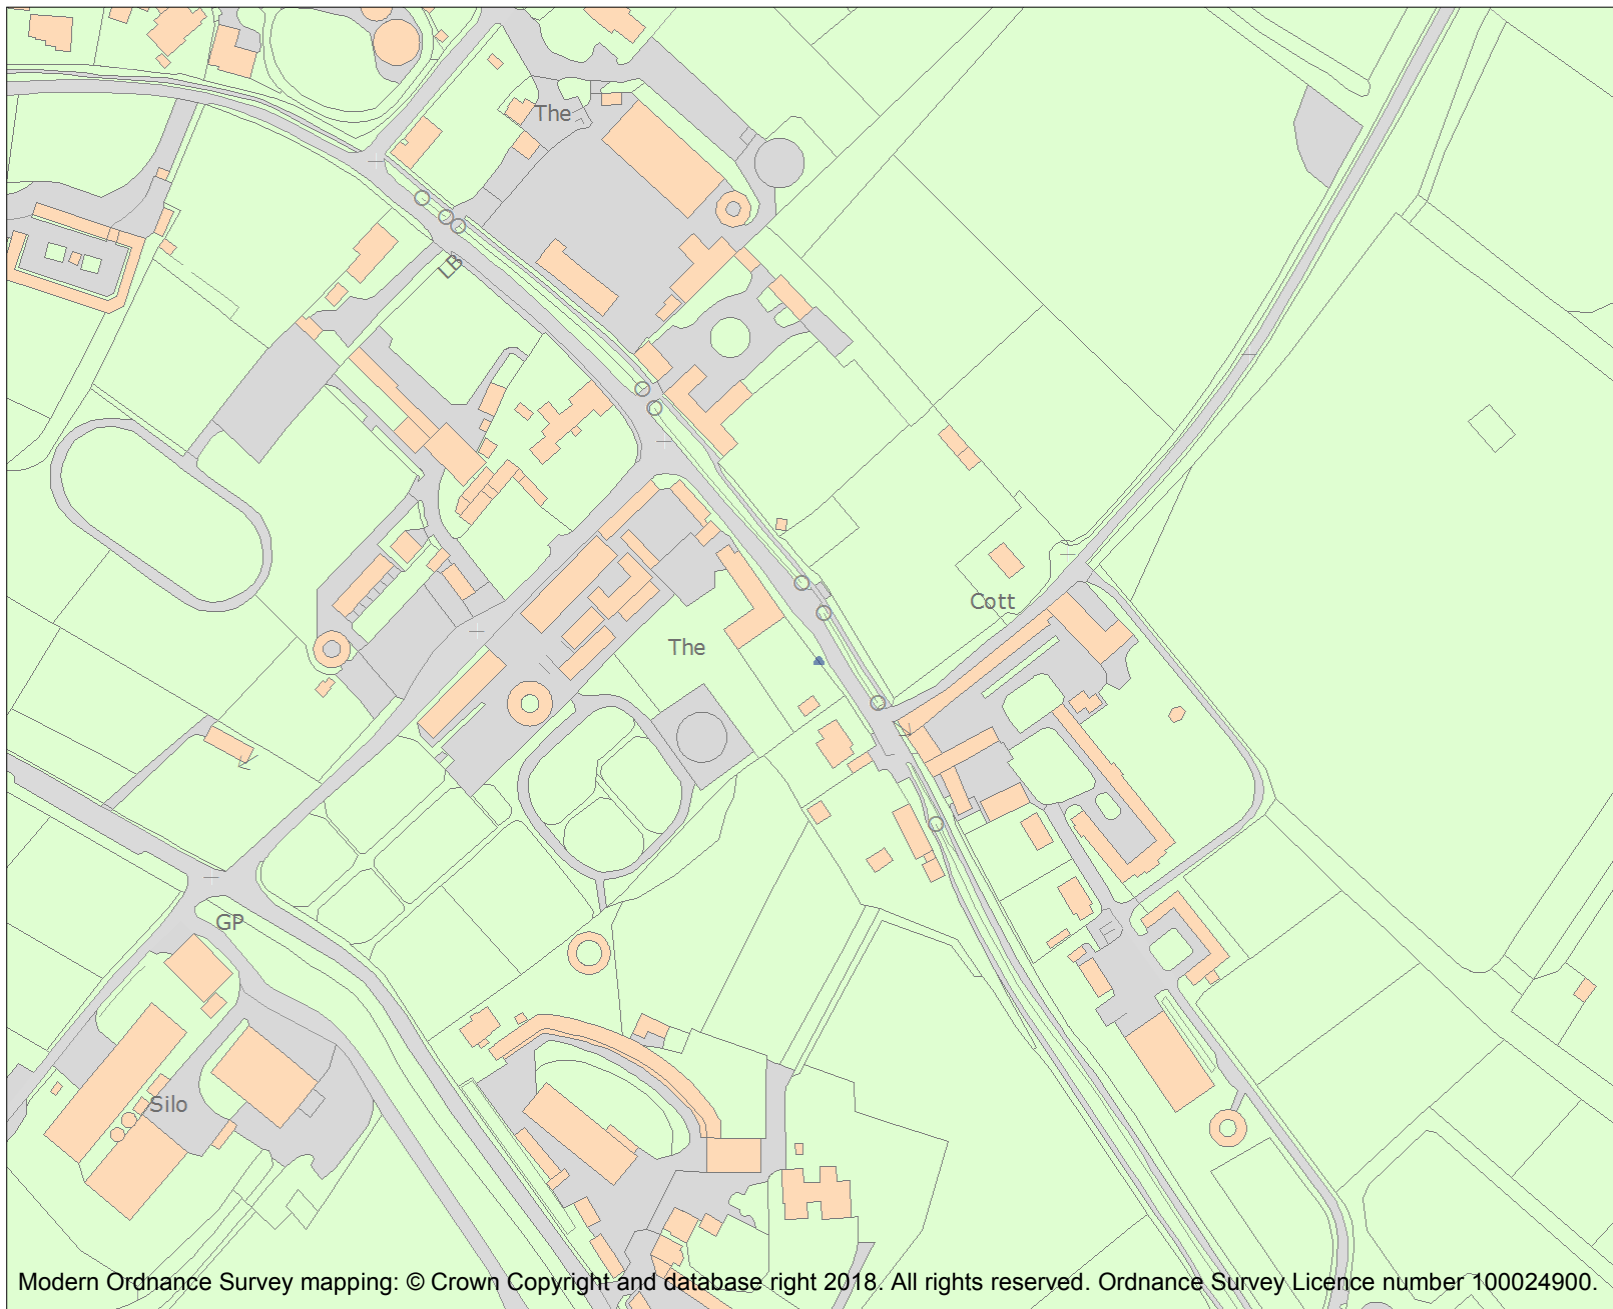 The
LB
Cott
The
GP
Silo
Modern Ordnance Survey mapping: © Crown Copyright and database right 2018. All rights reserved. Ordnance Survey Licence number 100024900.